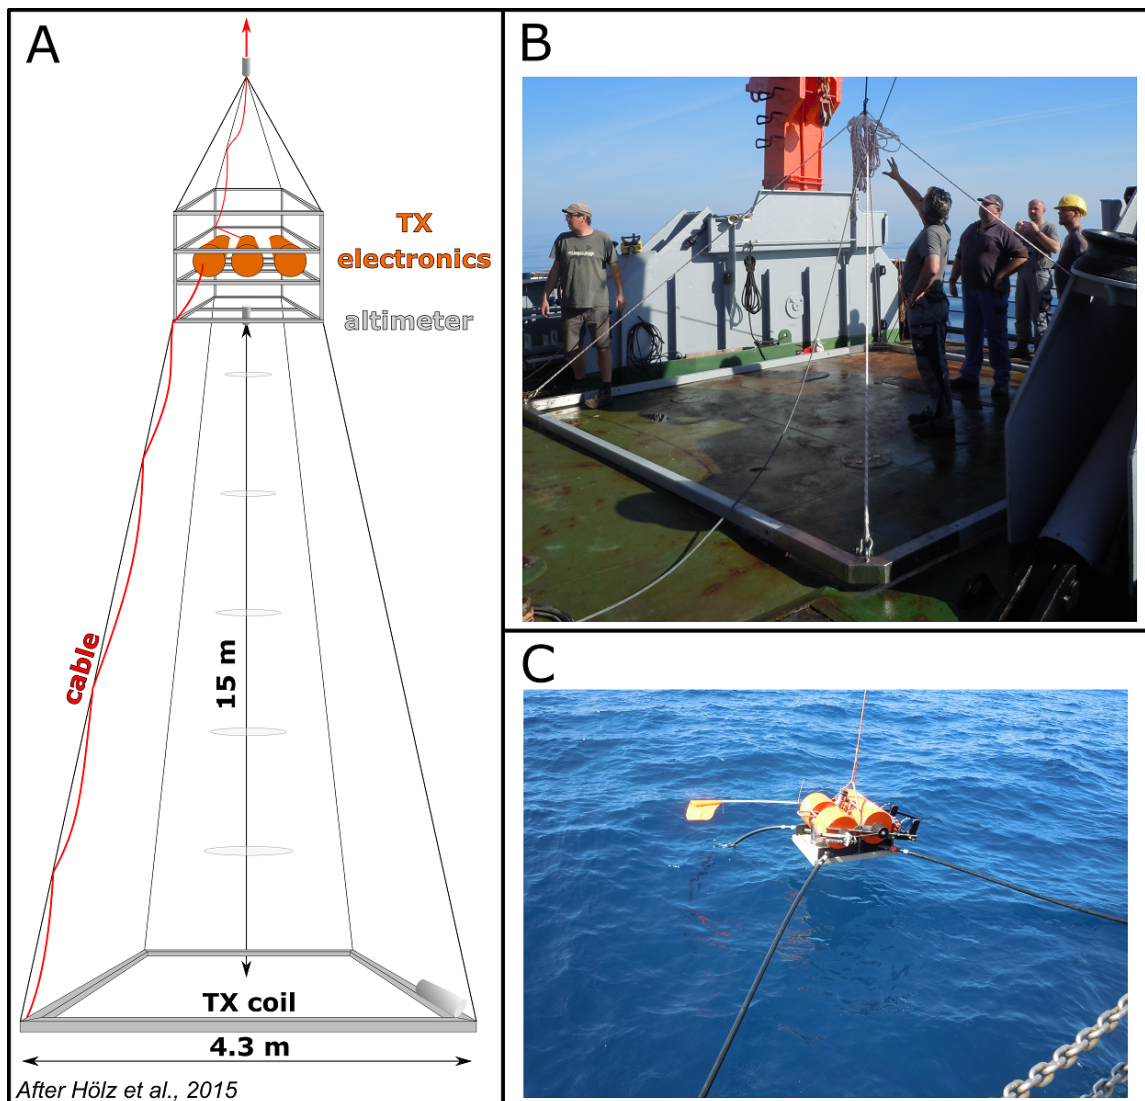 A
TX
electronics
altimeter
cable
15 m
TX coil
4.3 m
After Hölz et al., 2015
B
C